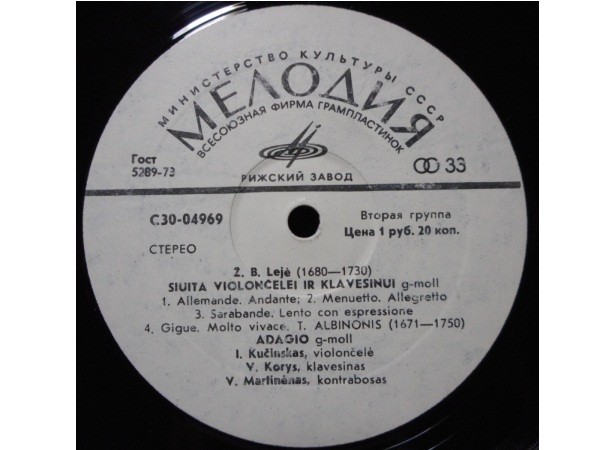 МИНИСТЕРСТВО КУЛЬТУРЫ СССР
МЕЛОДИЯ
ВСЕСОЮЗНАЯ ФИРМА ГРАМПЛАСТИНОК
Гост
5289-73
33
РИЖСКИЙ ЗАВОД
С30-04969
Вторая группа
Цена 1 руб. 20 коп.
СТЕРЕО
Ž. B. Lejė (1680—1730)
SIUITA VIOLONČELEI IR KLAVESINUI g-moll
1. Allemande. Andante; 2. Menuetto. Allegretto
3. Sarabande. Lento con espressione
4. Gigue. Molto vivace. T. ALBINONIS (1671—1750)
ADAGIO g-moll
I. Kučinskas, violončelė
V. Korys, klavesinas
V. Martinėnas, kontrabosas